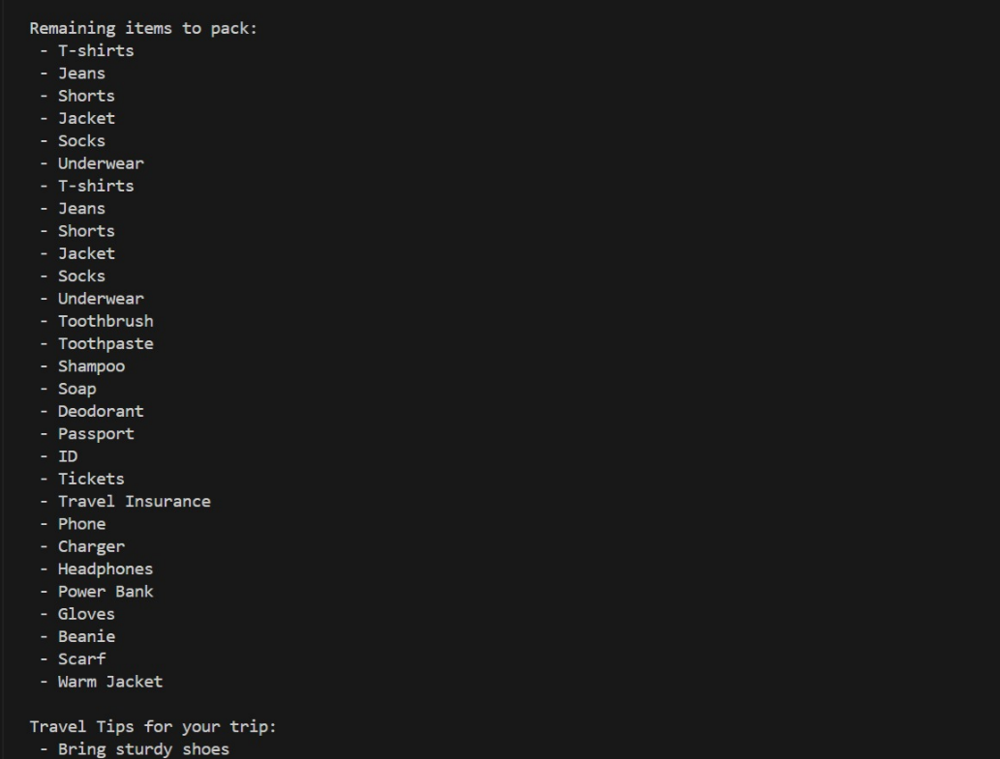 Remaining items to pack:
- T-shirts
- Jeans
- Shorts
- Jacket
- Socks
- Underwear
- T-shirts
- Jeans
- Shorts
- Jacket
- Socks
- Underwear
- Toothbrush
- Toothpaste
- Shampoo
- Soap
- Deodorant
- Passport
- ID
- Tickets
- Travel Insurance
- Phone
- Charger
- Headphones
- Power Bank
- Gloves
- Beanie
- Scarf
- Warm Jacket
Travel Tips for your trip:
- Bring sturdy shoes